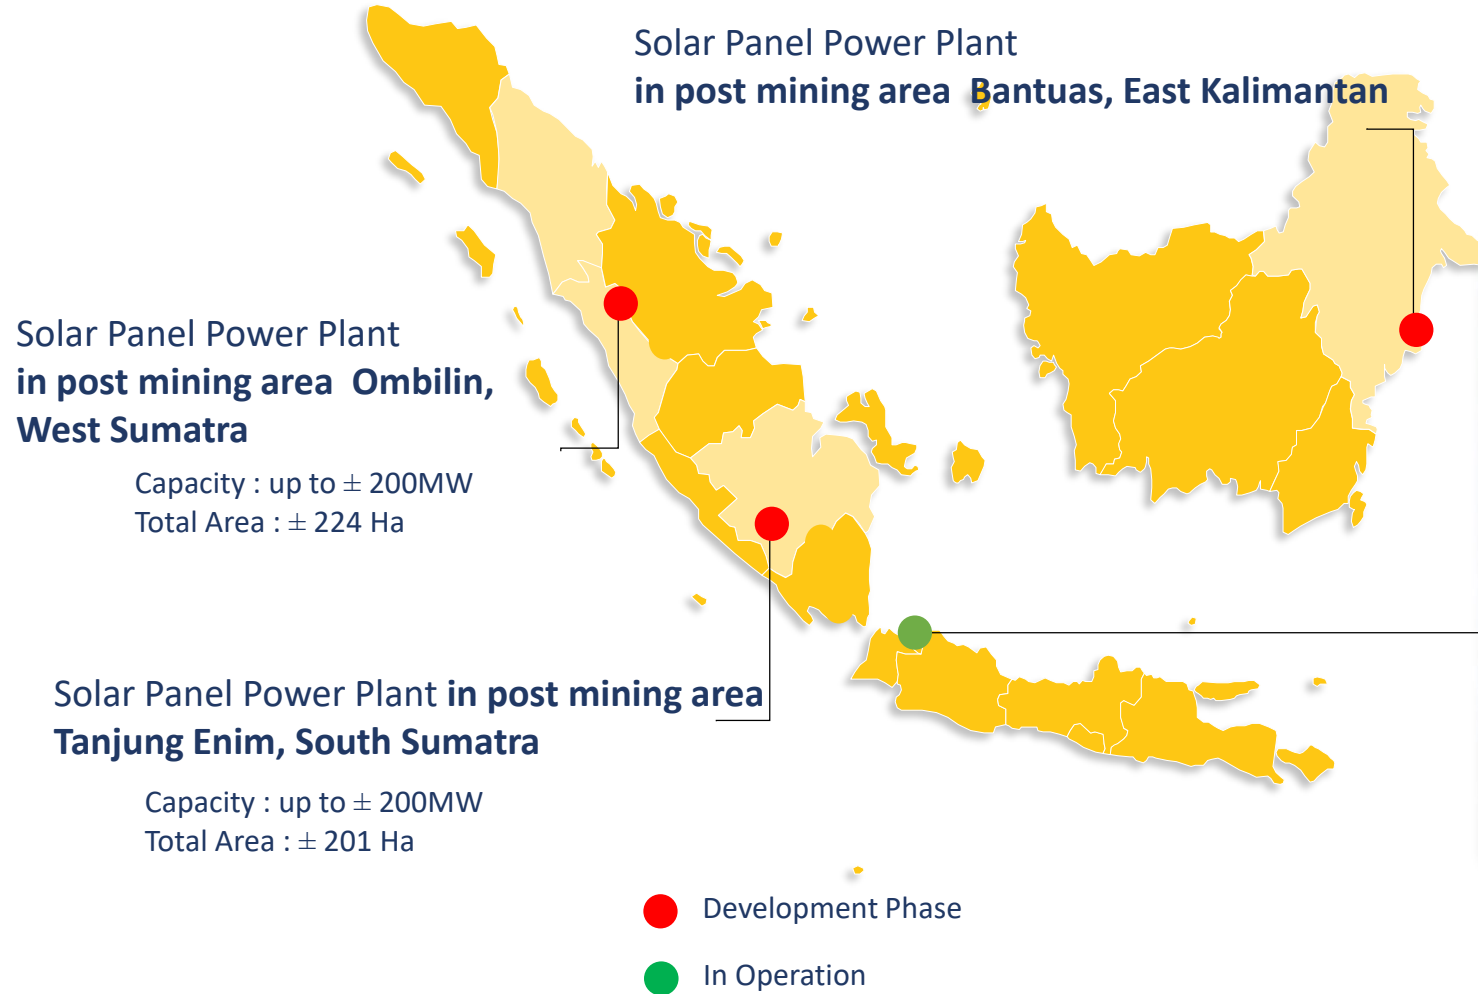 Solar Panel Power Plant
in post mining area  Bantuas, East Kalimantan
Solar Panel Power Plant
in post mining area  Ombilin,
West Sumatra
Capacity : up to ± 200MW
Total Area : ± 224 Ha
Solar Panel Power Plant in post mining area
Tanjung Enim, South Sumatra
Capacity : up to ± 200MW
Total Area : ± 201 Ha
Development Phase
In Operation